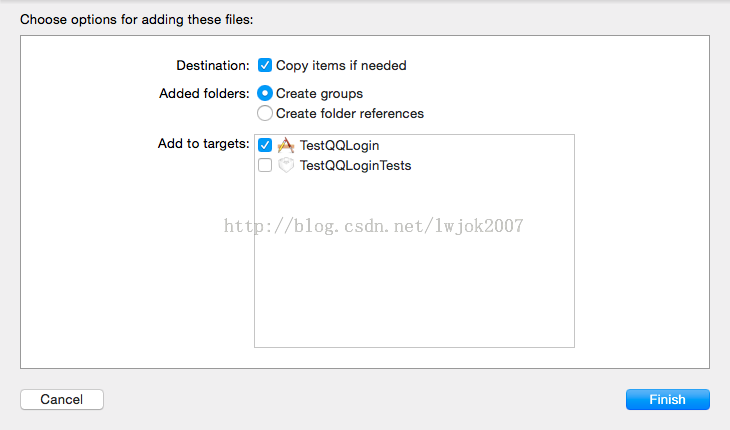 Choose options for adding these files:
Destination: Copy items if needed
Added folders: Create groups
Create folder references
Add to targets: TestQQLogin
TestQQLoginTests
http://blog.csdn.net/lwjok2007
Cancel Finish